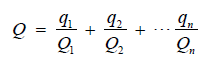 Q = q₁/Q₁ + q₂/Q₂ + ⋯ qₙ/Qₙ